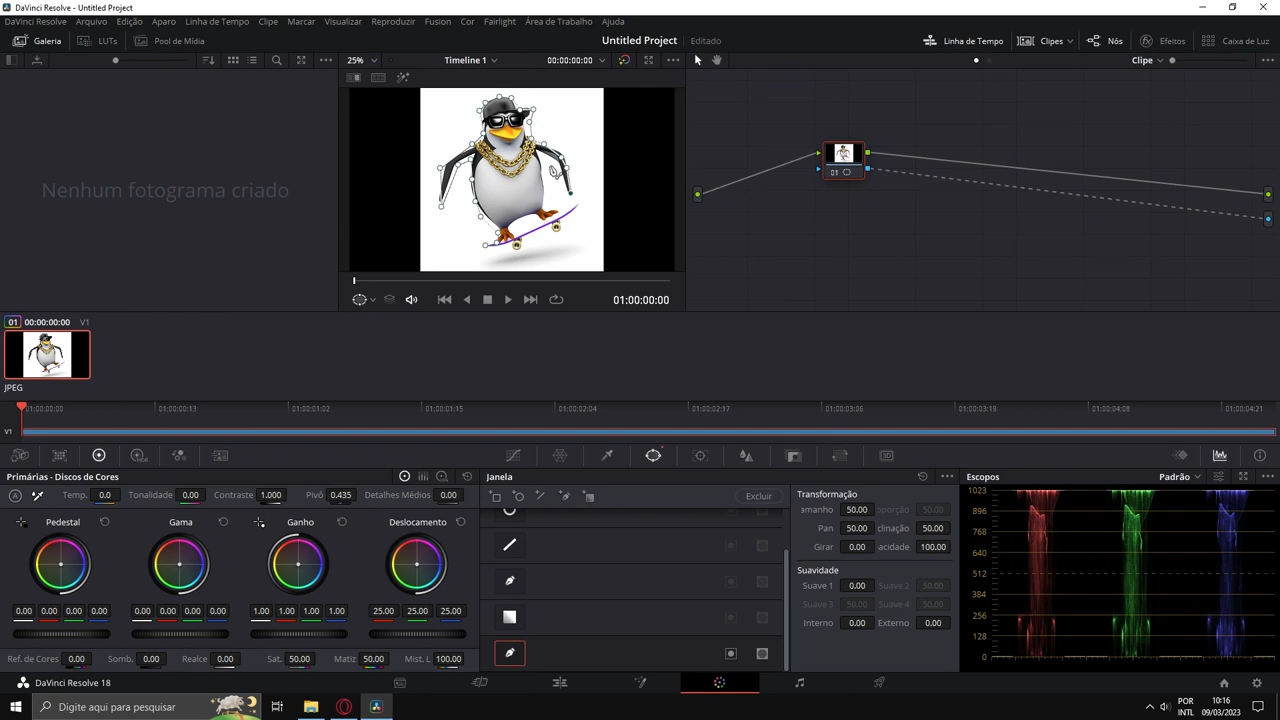 DaVinci Resolve - Untitled Project
DaVinci Resolve Arquivo Edição Aparo Linha de Tempo Clipe Marcar Visualizar Reproduzir Fusion Cor Fairlight Área de Trabalho Ajuda
Galeria LUTs Pool de Mídia Untitled Project Editado Linha de Tempo Clipes Nós Efeitos Caixa de Luz
25% Timeline 1 00:00:00:00 Clipe
Nenhum fotograma criado
01
01:00:00:00
01 00:00:00:00 V1
JPEG
01:00:00:00 01:00:00:13 01:00:01:02 01:00:01:15 01:00:02:04 01:00:02:17 01:00:03:06 01:00:03:19 01:00:04:08 01:00:04:21
V1
Primárias - Discos de Cores
A Temp. 0.0 Tonalidade 0.00 Contraste 1.000 Pivô 0.435 Detalhes Médios 0.00
Pedestal Gama Ganho Deslocamento
0.00 0.00 0.00 0.00 0.00 0.00 0.00 0.00 1.00 1.00 1.00 1.00 25.00 25.00 25.00
Ref. de Cores 0.00 Somb. 0.00 Realce 0.00 Sat. 50.00 Matiz 50.00 Mist. L 100.00
Janela
Excluir
Transformação
amanho 50.00 oporção 50.00
Pan 50.00 clinação 50.00
Girar 0.00 acidade 100.00
Suavidade
Suave 1 0.00 Suave 2 50.00
Suave 3 50.00 Suave 4 50.00
Interno 0.00 Externo 0.00
Escopos Padrão
1023
896
768
640
512
384
256
128
0
DaVinci Resolve 18
Digite aqui para pesquisar
POR
INTL
10:16
09/03/2023